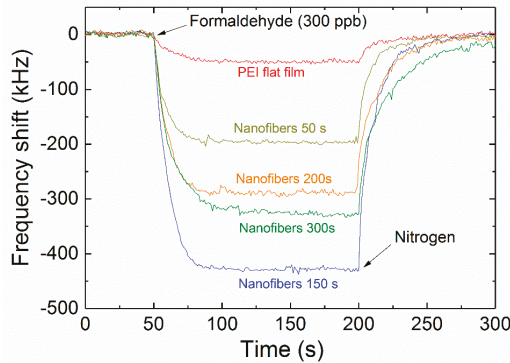 Formaldehyde (300 ppb)
0
PEI flat film
-100
Nanofibers 50 s
-200
Nanofibers 200s
-300
Nanofibers 300s
Nitrogen
-400
Nanofibers 150 s
-500
0 50 100 150 200 250 300
Time (s)
Frequency shift (kHz)